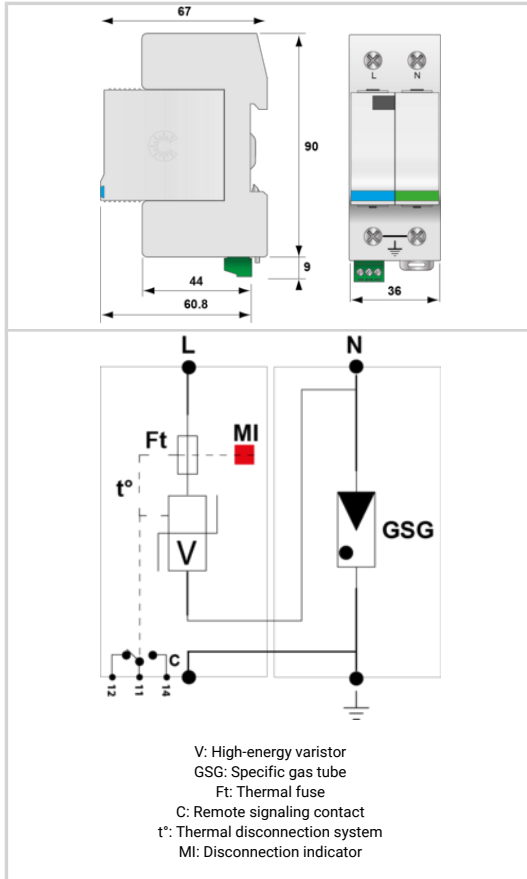 67
L N
90
9
44
60.8
36
L N
Ft MI
t°
V
GSG
C
12 11 14
V: High-energy varistor
GSG: Specific gas tube
Ft: Thermal fuse
C: Remote signaling contact
t°: Thermal disconnection system
MI: Disconnection indicator